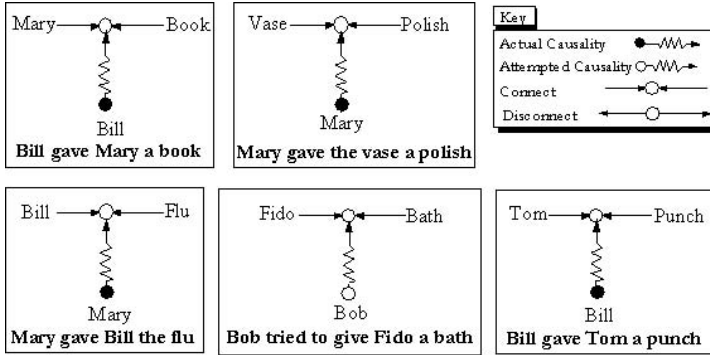 Mary Book
Bill
Bill gave Mary a book
Vase Polish
Mary
Mary gave the vase a polish
Key
Actual Causality
Attempted Causality
Connect
Disconnect
Bill Flu
Mary
Mary gave Bill the flu
Fido Bath
Bob
Bob tried to give Fido a bath
Tom Punch
Bill
Bill gave Tom a punch